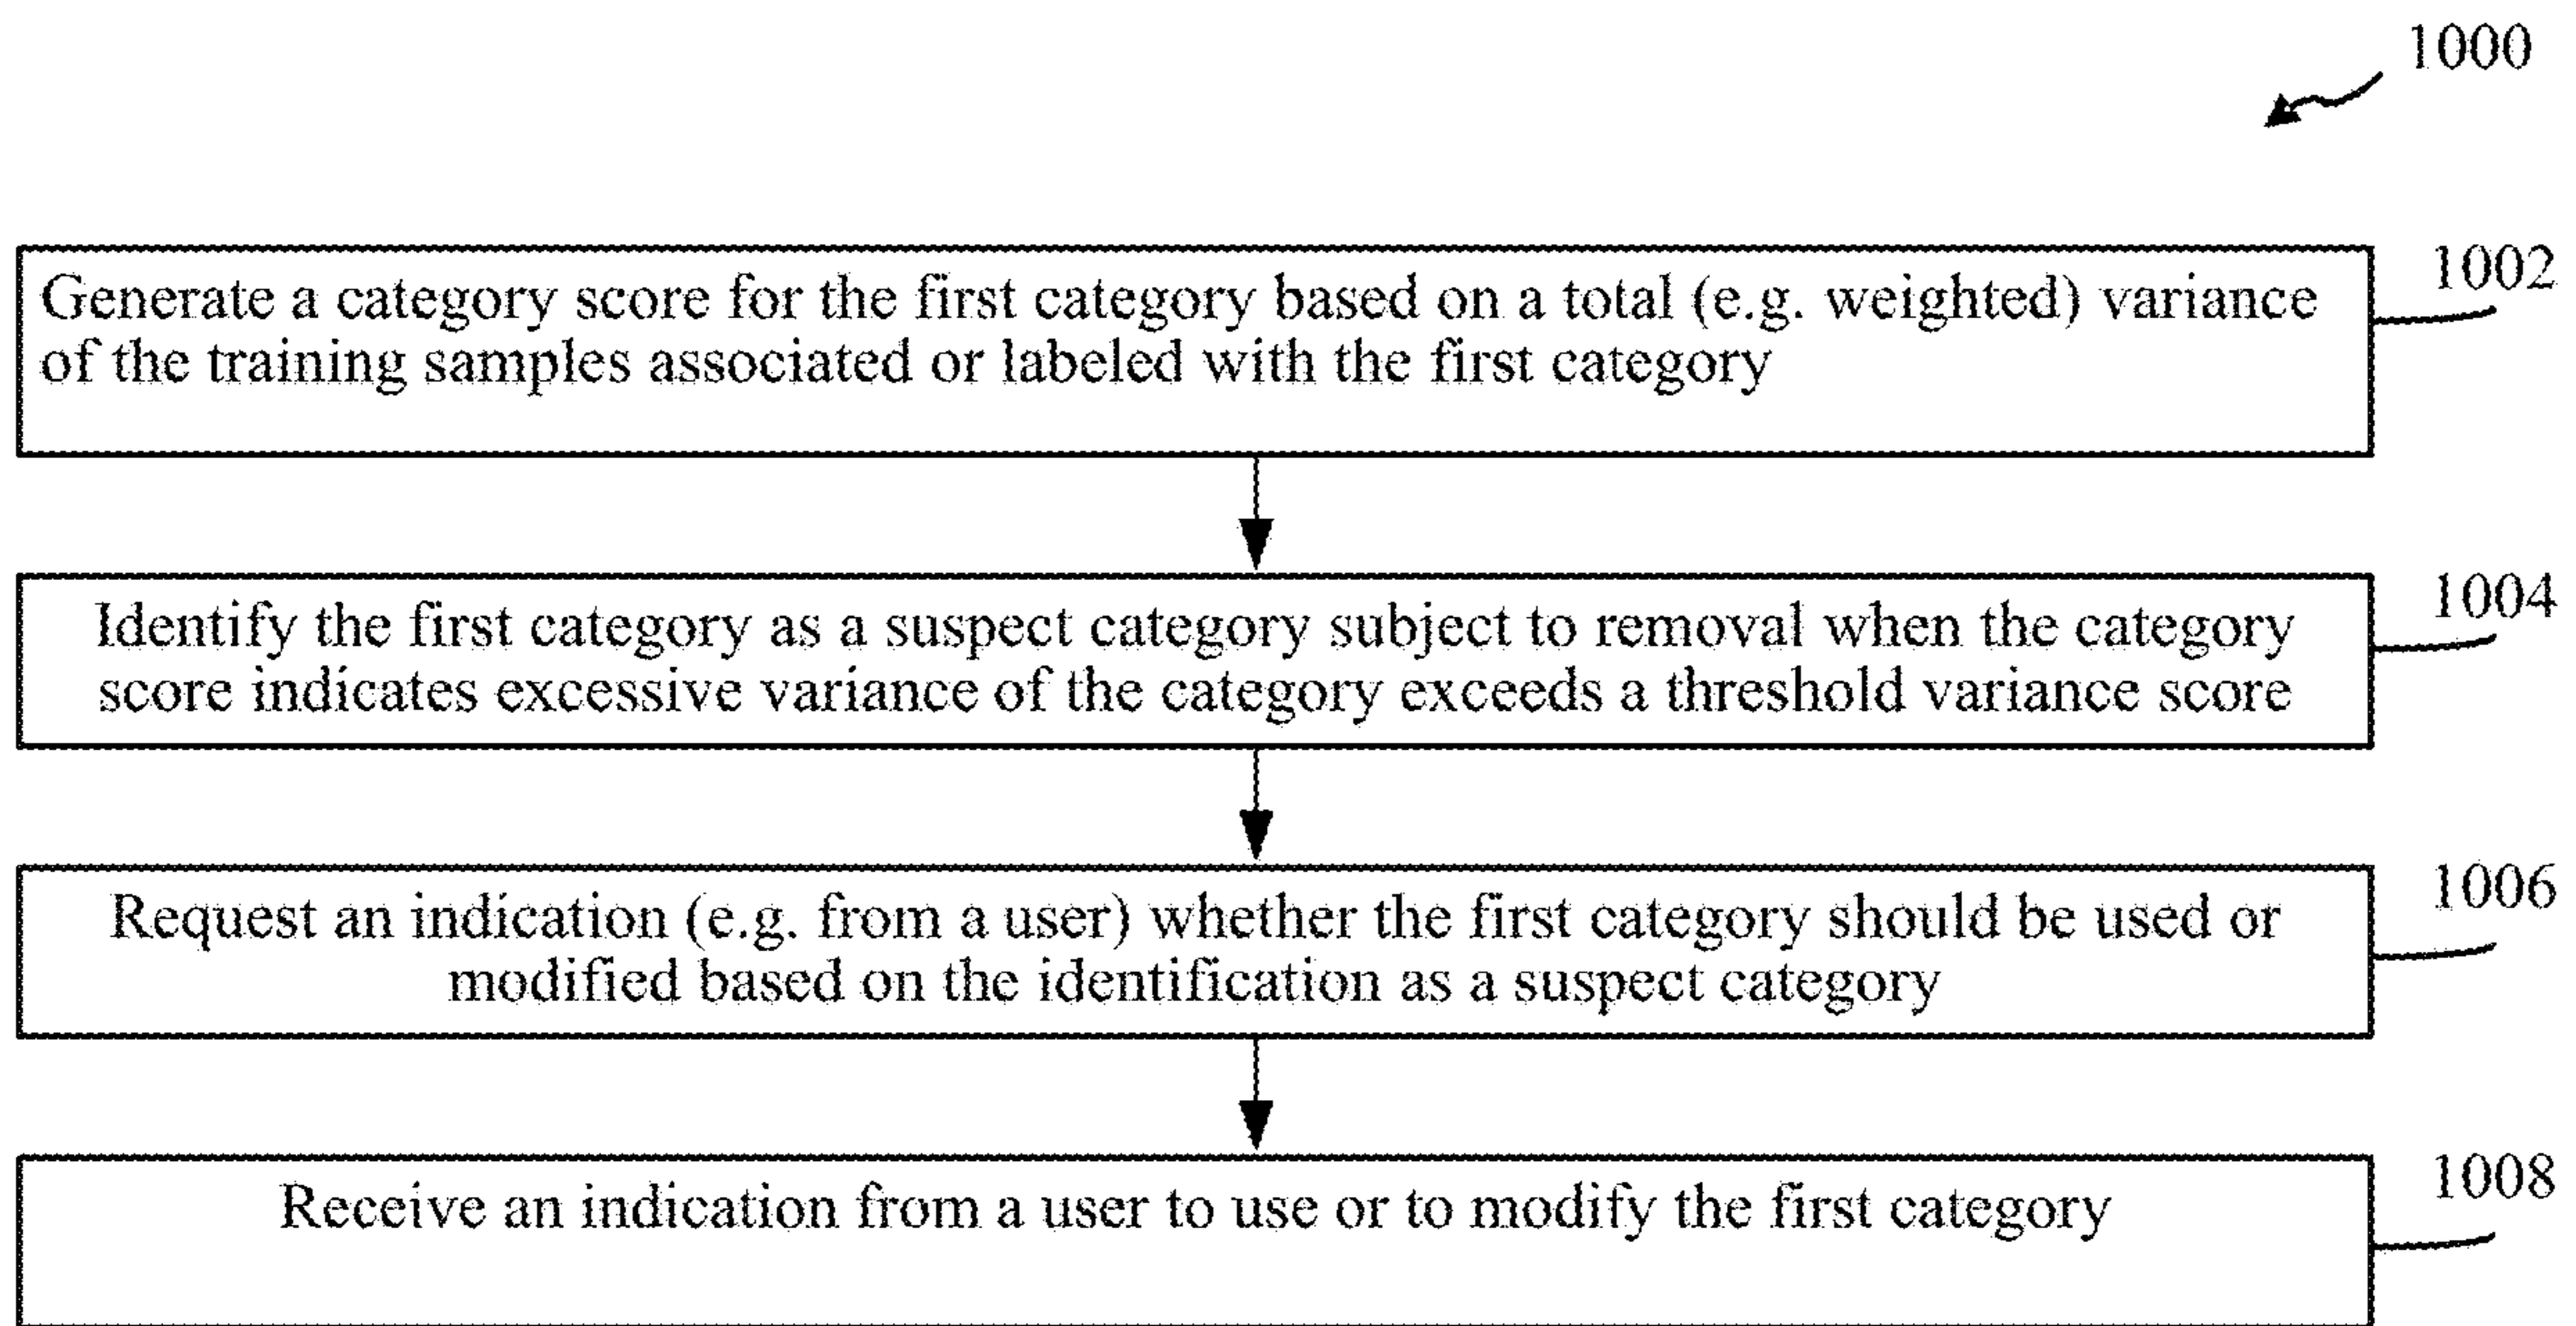 1000
Generate a category score for the first category based on a total (e.g. weighted) variance
of the training samples associated or labeled with the first category
1002
Identify the first category as a suspect category subject to removal when the category
score indicates excessive variance of the category exceeds a threshold variance score
1004
Request an indication (e.g. from a user) whether the first category should be used or
modified based on the identification as a suspect category
1006
Receive an indication from a user to use or to modify the first category
1008